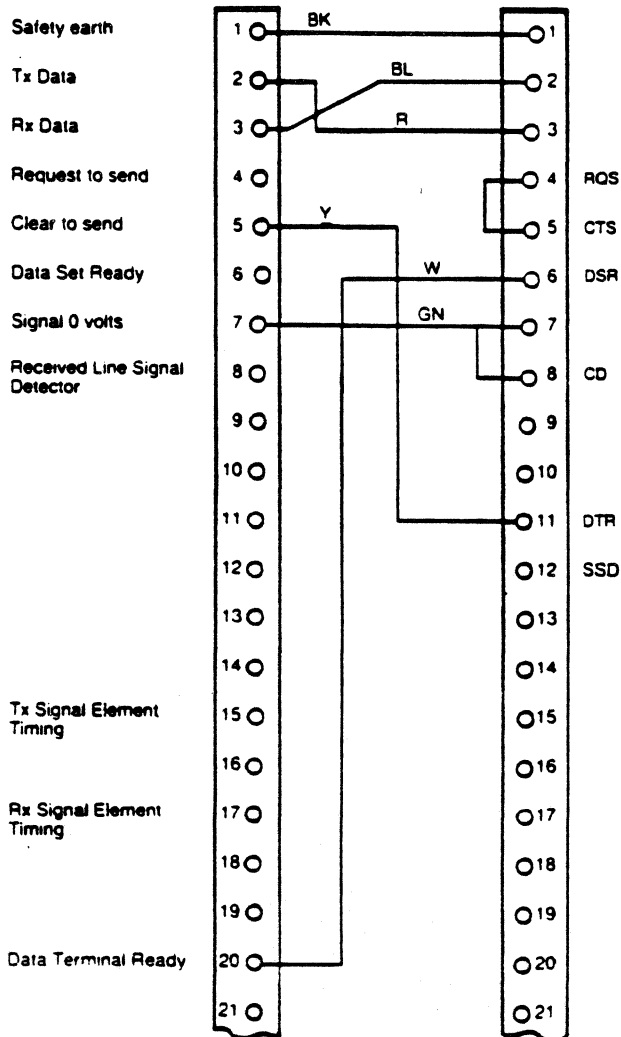 Safety earth 1 BK 1
Tx Data 2 BL 2
Rx Data 3 R 3
Request to send 4 4 RQS
Clear to send 5 Y 5 CTS
Data Set Ready 6 W 6 DSR
Signal 0 volts 7 GN 7
Received Line Signal
Detector 8 8 CD
9 9
10 10
11 11 DTR
12 12 SSD
13 13
14 14
Tx Signal Element
Timing 15 15
16 16
Rx Signal Element
Timing 17 17
18 18
19 19
Data Terminal Ready 20 20
21 21